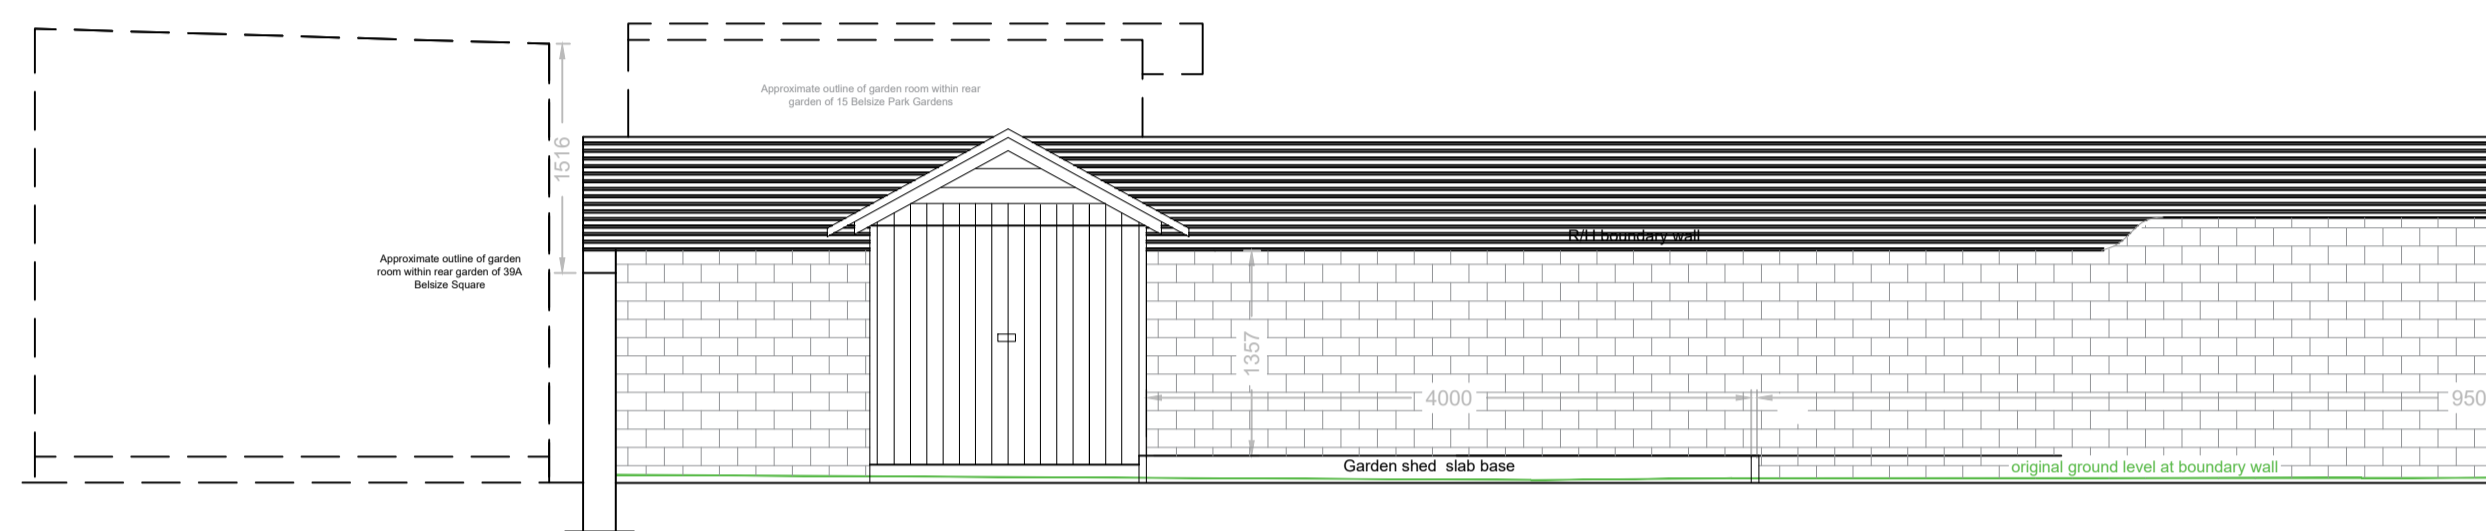 Approximate outline of garden room within rear
garden of 15 Belsize Park Gardens
1516
R/H boundary wall
Approximate outline of garden
room within rear garden of 39A
Belsize Square
1357
4000
950
Garden shed slab base
original ground level at boundary wall